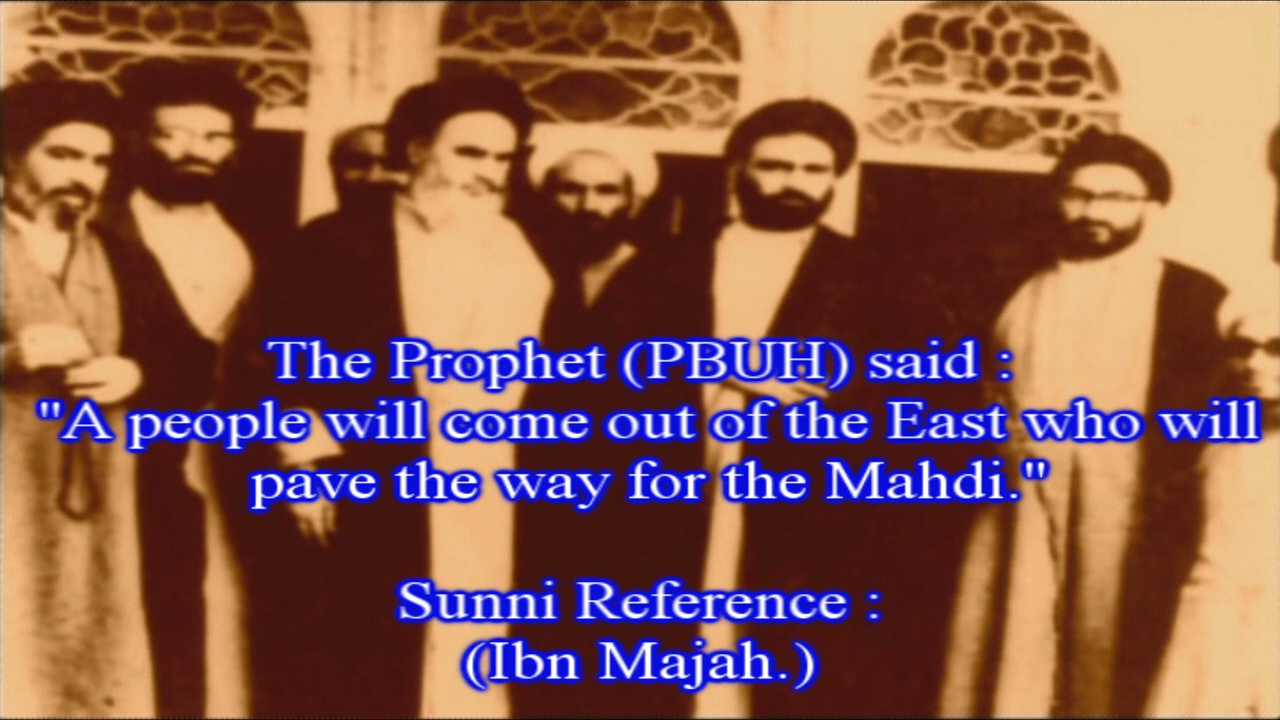 The Prophet (PBUH) said :
"A people will come out of the East who will
pave the way for the Mahdi."
Sunni Reference :
(Ibn Majah.)